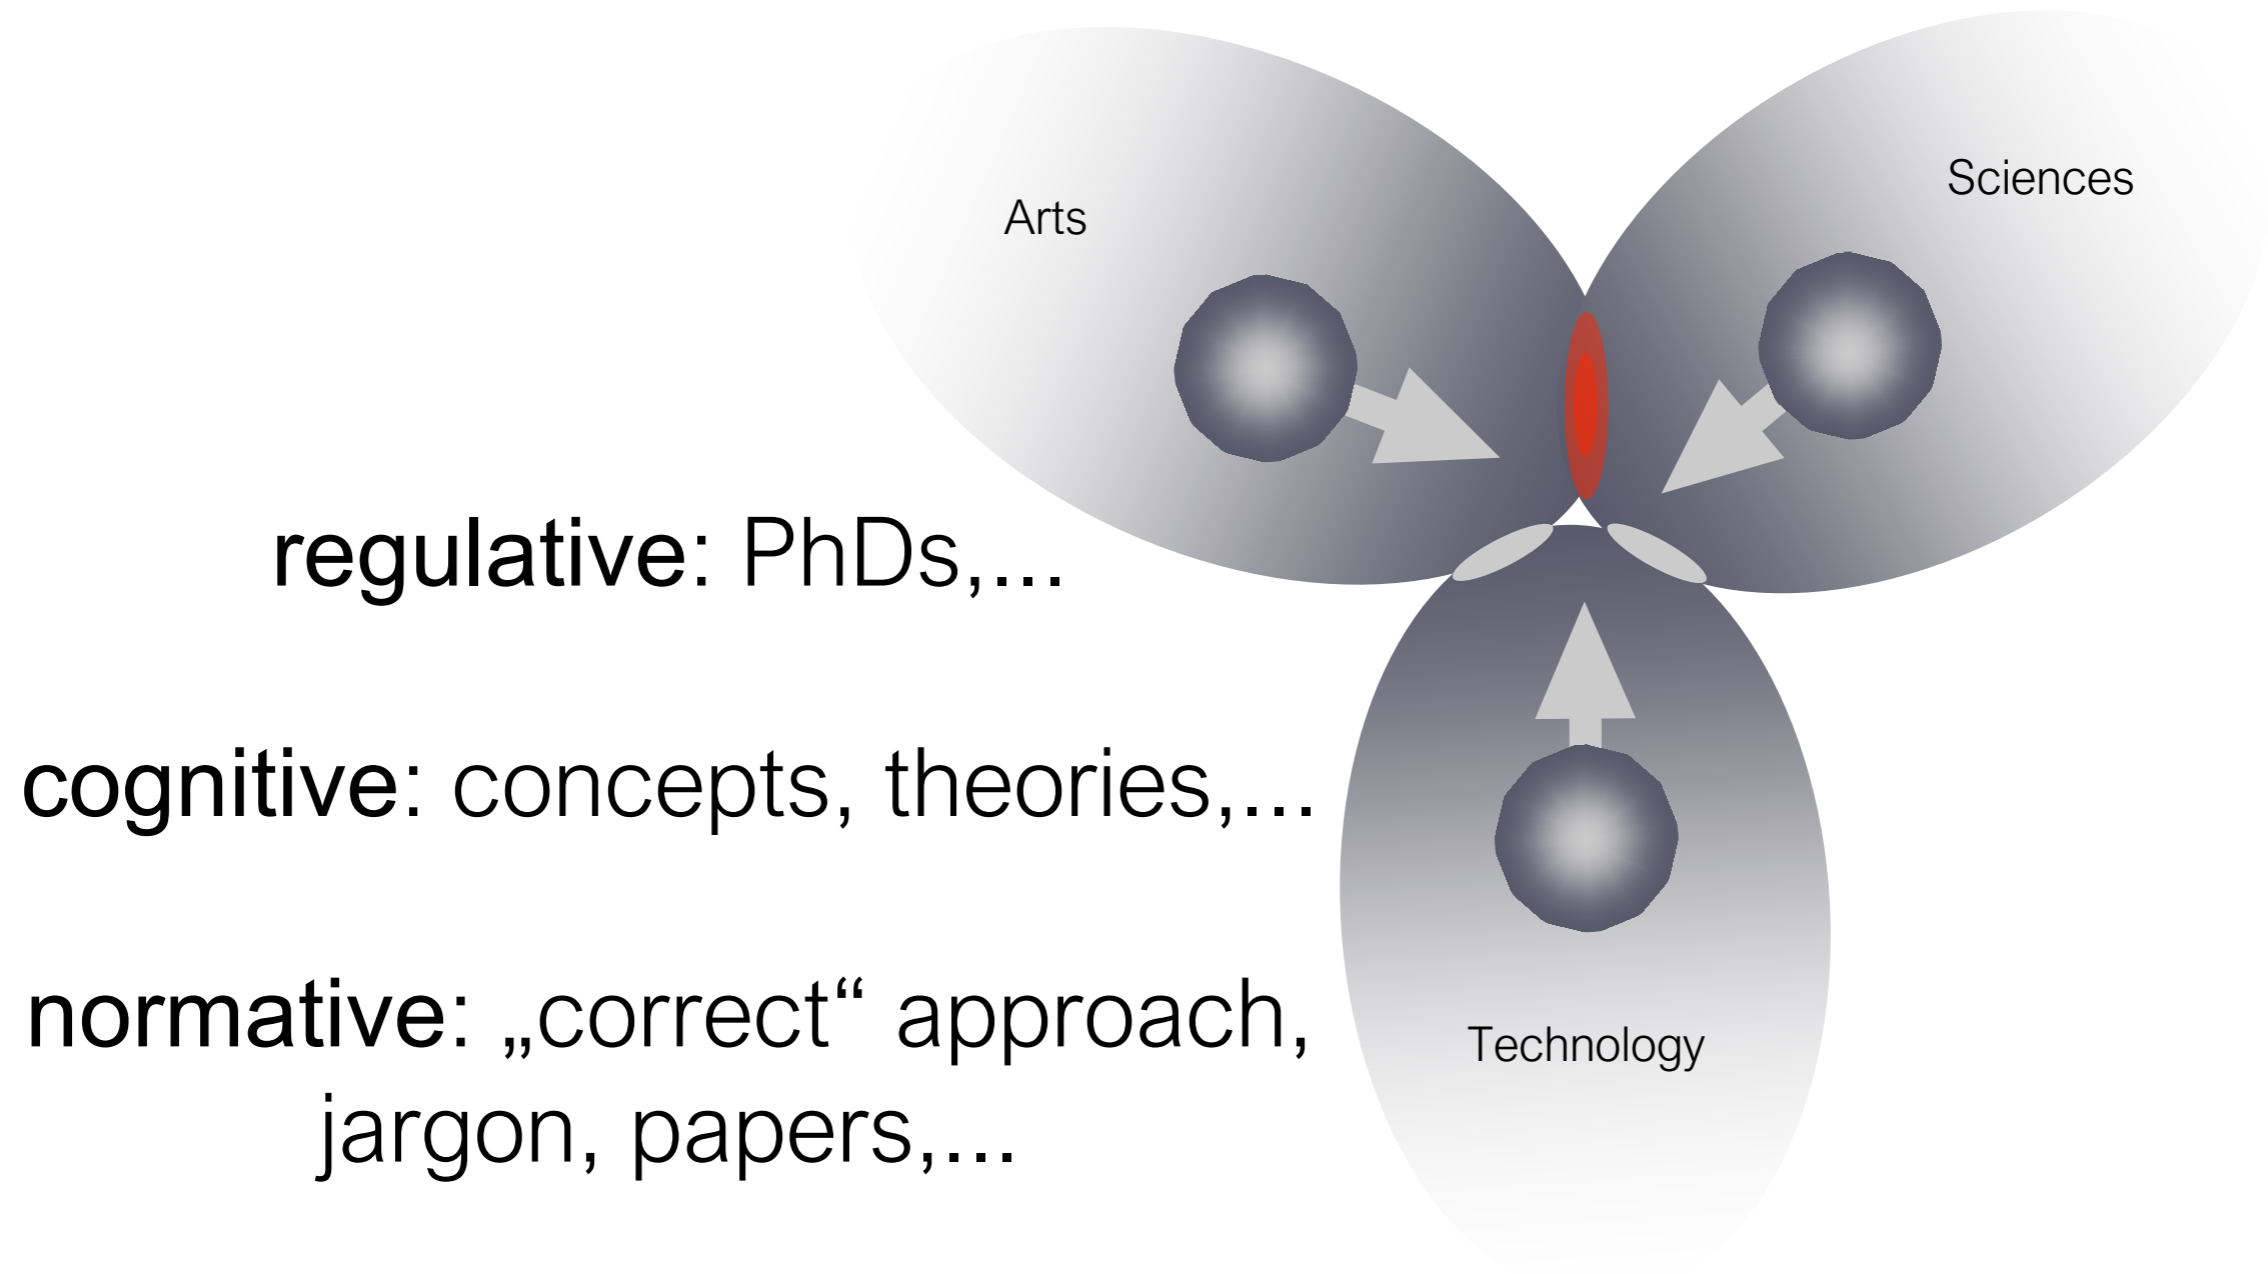 Arts
Sciences
regulative: PhDs,...
cognitive: concepts, theories,...
normative: „correct“ approach,
jargon, papers,...
Technology